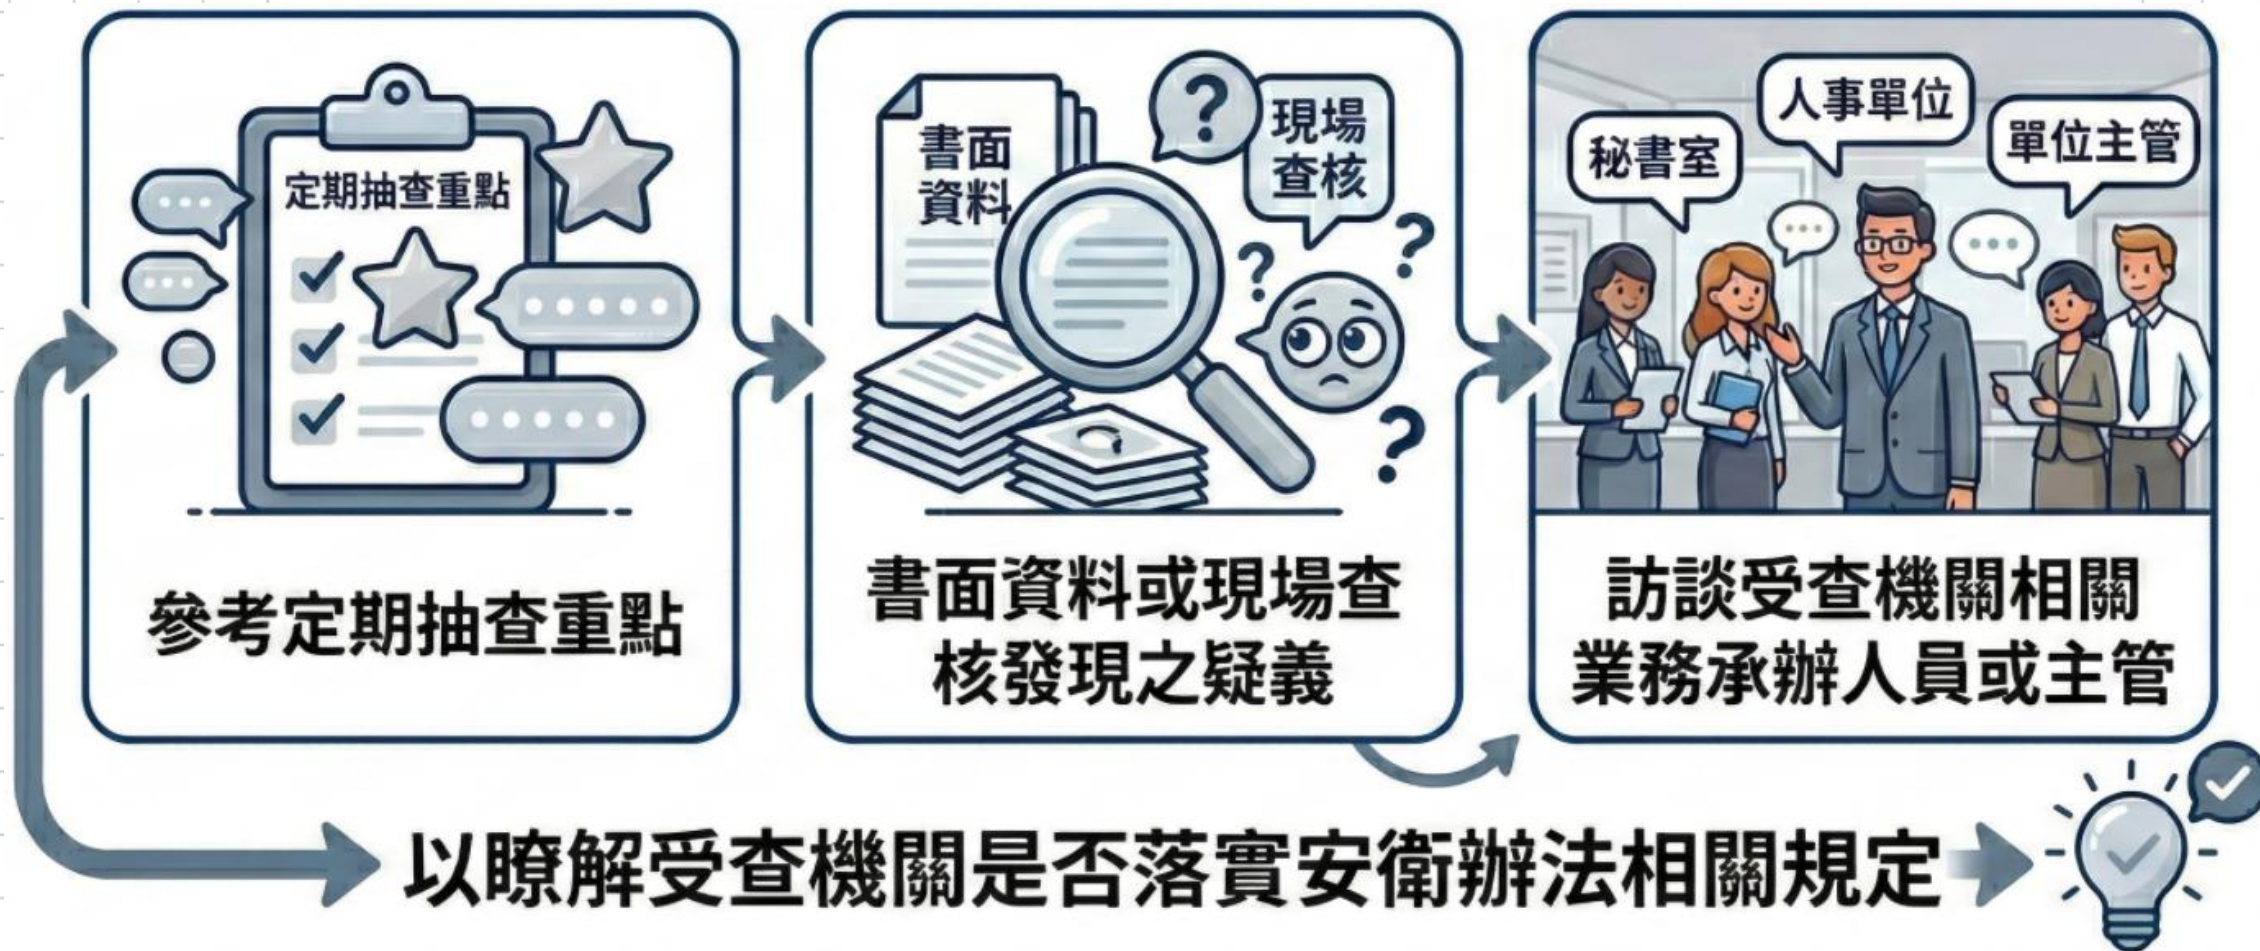 定期抽查重點
參考定期抽查重點
書面
資料
現場
查核
書面資料或現場查
核發現之疑義
秘書室
人事單位
單位主管
訪談受查機關相關
業務承辦人員或主管
以瞭解受查機關是否落實安衛辦法相關規定